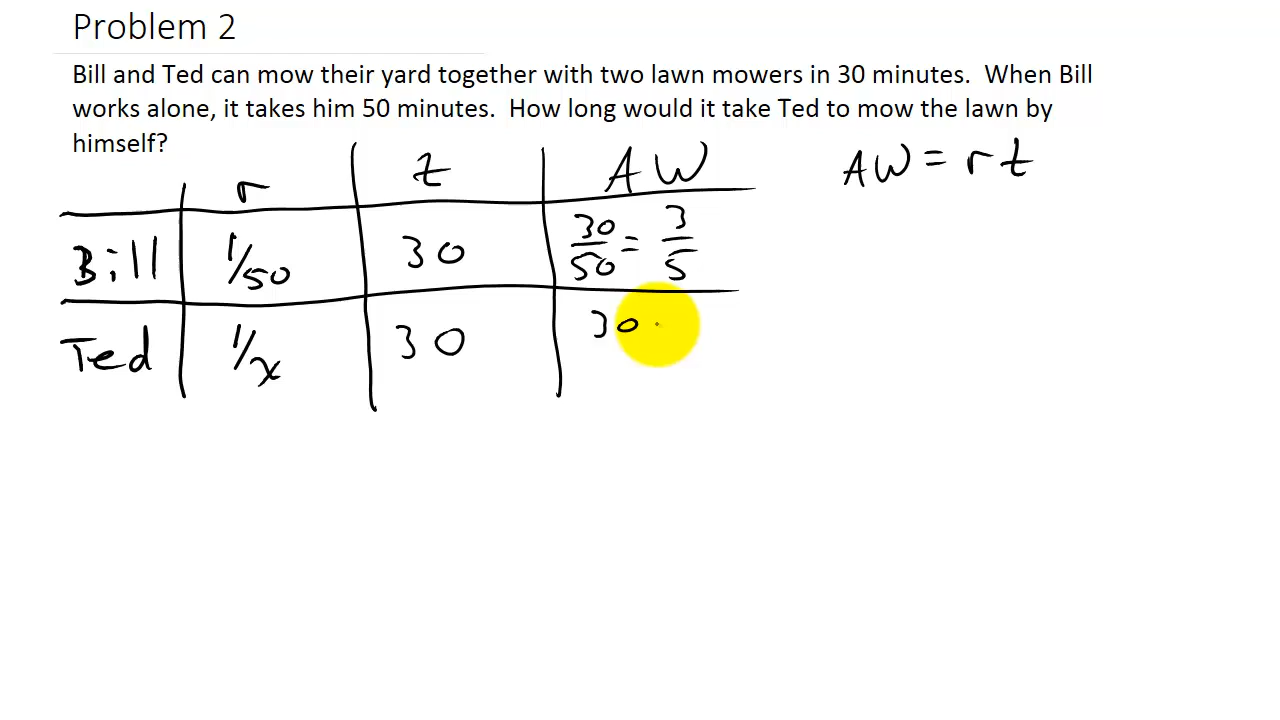 Problem 2
Bill and Ted can mow their yard together with two lawn mowers in 30 minutes.  When Bill
works alone, it takes him 50 minutes.  How long would it take Ted to mow the lawn by
himself?
r t AW AW = rt
Bill 1/50 30 30/50 = 3/5
Ted 1/x 30 30